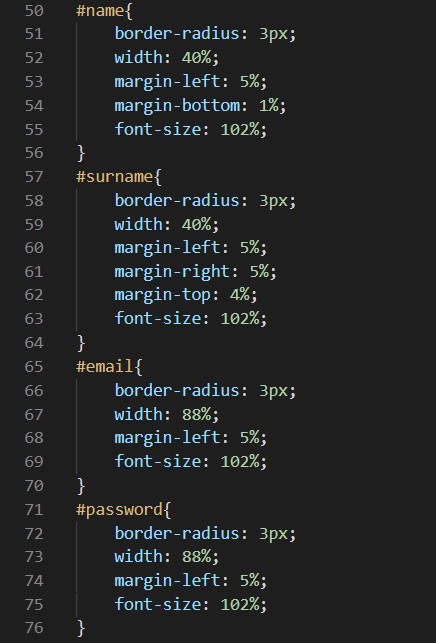 50 #name{
51 border-radius: 3px;
52 width: 40%;
53 margin-left: 5%;
54 margin-bottom: 1%;
55 font-size: 102%;
56 }
57 #surname{
58 border-radius: 3px;
59 width: 40%;
60 margin-left: 5%;
61 margin-right: 5%;
62 margin-top: 4%;
63 font-size: 102%;
64 }
65 #email{
66 border-radius: 3px;
67 width: 88%;
68 margin-left: 5%;
69 font-size: 102%;
70 }
71 #password{
72 border-radius: 3px;
73 width: 88%;
74 margin-left: 5%;
75 font-size: 102%;
76 }